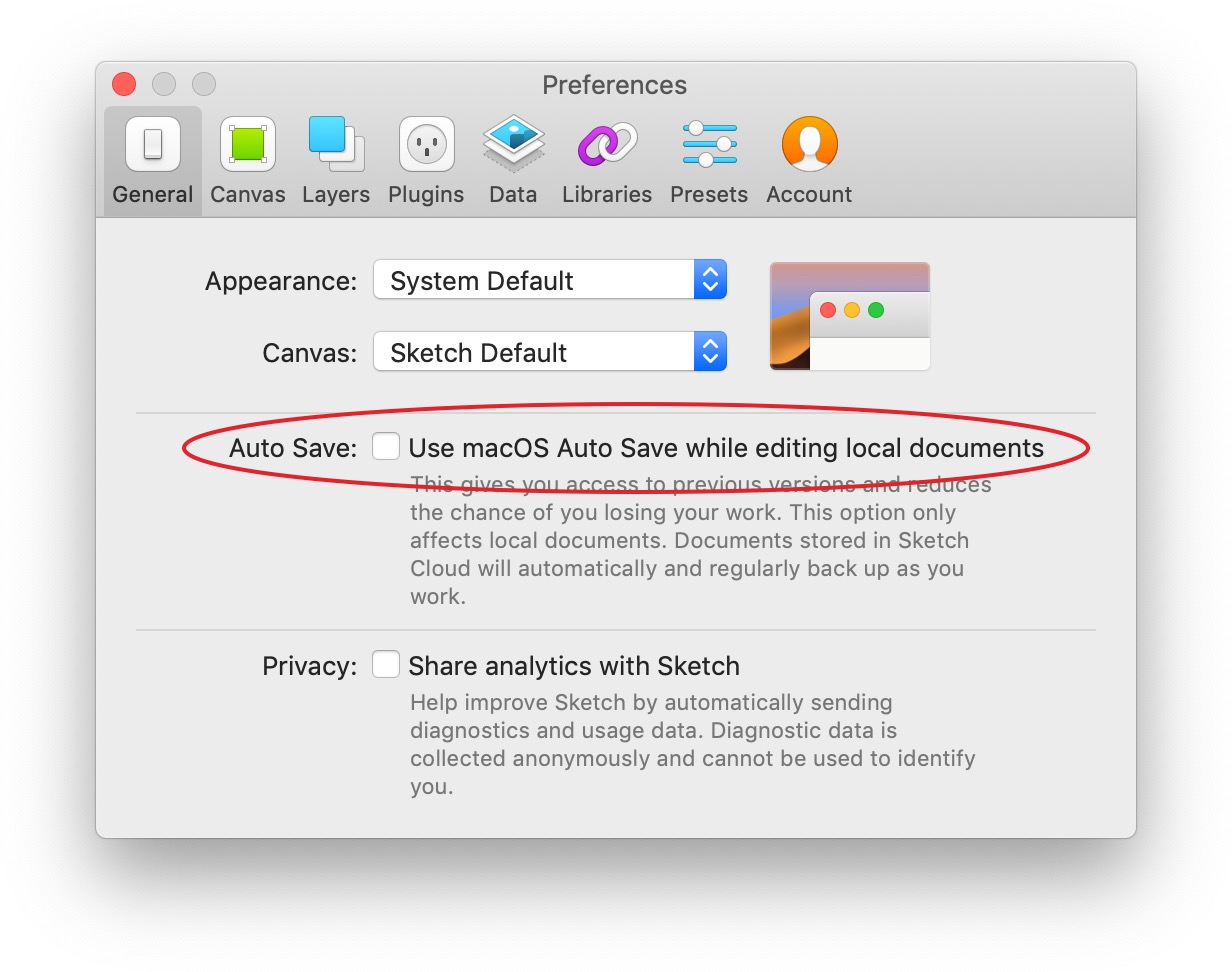 Preferences
General Canvas Layers Plugins Data Libraries Presets Account
Appearance: System Default
Canvas: Sketch Default
Auto Save: Use macOS Auto Save while editing local documents
This gives you access to previous versions and reduces
the chance of you losing your work. This option only
affects local documents. Documents stored in Sketch
Cloud will automatically and regularly back up as you
work.
Privacy: Share analytics with Sketch
Help improve Sketch by automatically sending
diagnostics and usage data. Diagnostic data is
collected anonymously and cannot be used to identify
you.